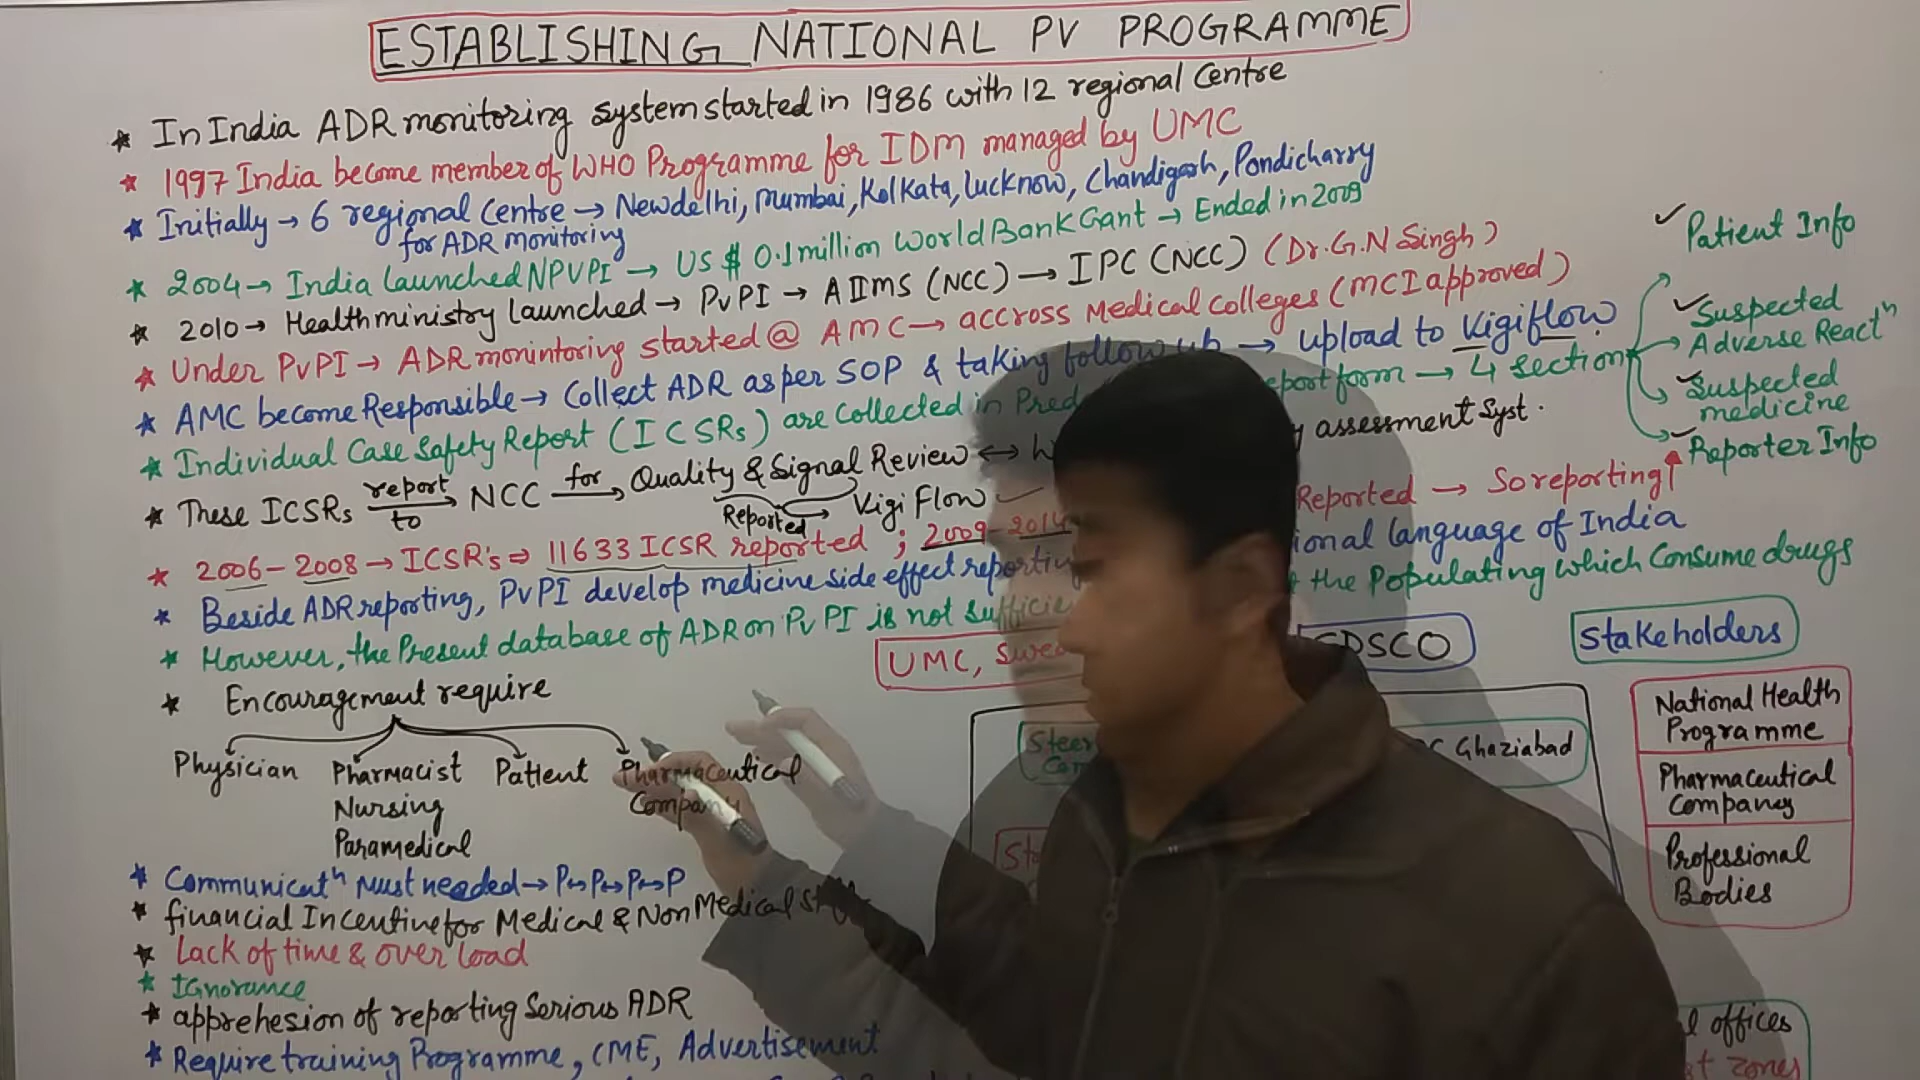 ESTABLISHING NATIONAL PV PROGRAMME
★ In India ADR monitoring system started in 1986 with 12 regional Centre
★ 1997 India become member of WHO Programme for IDM managed by UMC
★ Initially → 6 regional Centre → Newdelhi, Mumbai, Kolkata, lucknow, Chandigarh, Pondicharry
for ADR monitoring
★ 2004 → India launched NPVPI → US $ 0.1 million World Bank Gant → Ended in 2009
★ 2010 → Health ministry launched → PvPI → AIIMS (NCC) → IPC (NCC) (Dr. G.N Singh)
★ Under PvPI → ADR monintoring started @ AMC → accross Medical colleges (MCI approved)
★ AMC become Responsible → Collect ADR as per SOP & taking follow up → upload to Vigiflow
★ Individual Case Safety Report (ICSRs) are collected in Pred report form → 4 section
✓ Patient Info
✓ Suspected
Adverse Reactⁿ
✓ Suspected
medicine
✓ Reporter Info
★ These ICSRs report to → NCC for → Quality & Signal Review ↔ assessment Syst.
Reported → Vigi Flow
★ 2006 - 2008 → ICSR's ⇒ 11633 ICSR reported ; 2009 - 2014 Reported → So reporting ↑
★ Beside ADR reporting, PvPI develop medicine side effect reporting ional language of India
★ However, the Present database of ADR on PvPI is not sufficie the Populating which Consume drugs
★ Encouragement require
Physician Pharmacist Patient Pharmaceutical
Nursing Company
Paramedical
★ Communicatⁿ Must needed → P↔P↔P↔P
★ financial Incentive for Medical & Non Medical
★ Lack of time & over load
★ IGnorance
★ apprehesion of reporting Serious ADR
★ Require training Programme, CME, Advertisement
UMC, Swed
CDSCO
Steer
Com
Ghaziabad
Stakeholders
National Health
Programme
Pharmaceutical
Company
Professional
Bodies
offices
zones